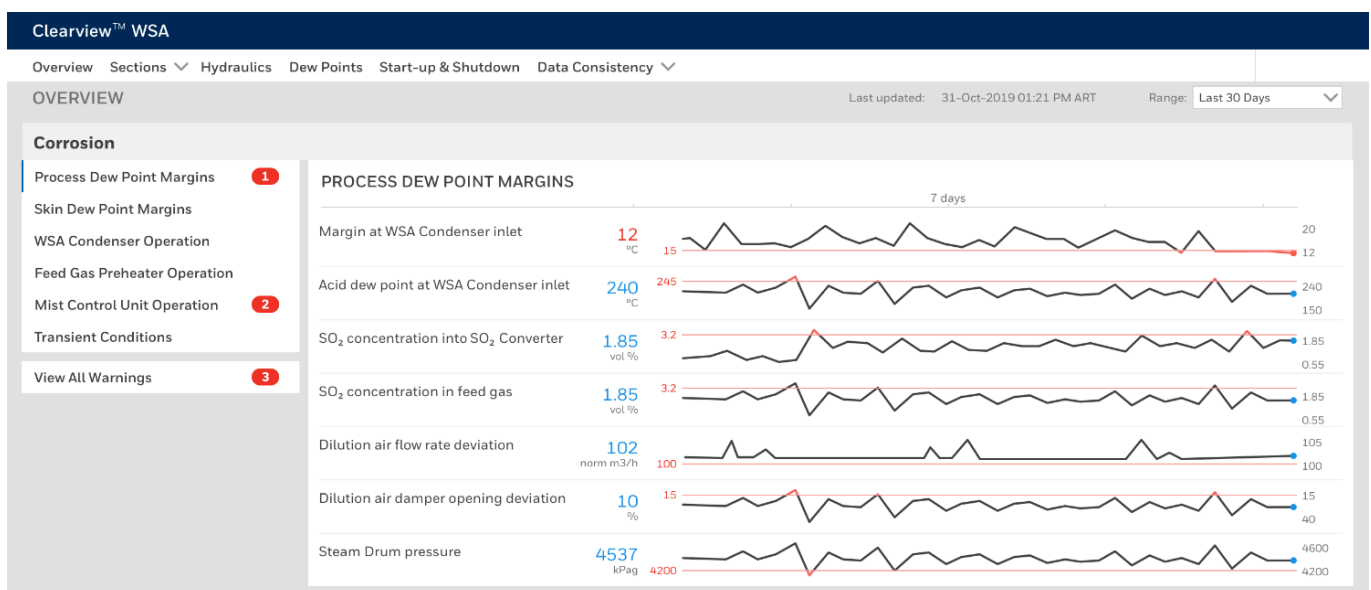 Clearview™ WSA
Overview Sections Hydraulics Dew Points Start-up & Shutdown Data Consistency
OVERVIEW
Last updated: 31-Oct-2019 01:21 PM ART Range: Last 30 Days
Corrosion
Process Dew Point Margins 1
Skin Dew Point Margins
WSA Condenser Operation
Feed Gas Preheater Operation
Mist Control Unit Operation 2
Transient Conditions
View All Warnings 3
PROCESS DEW POINT MARGINS
7 days
Margin at WSA Condenser inlet 12 20
°C 15 12
Acid dew point at WSA Condenser inlet 240 245 240
°C 150
SO₂ concentration into SO₂ Converter 1.85 3.2 1.85
vol % 0.55
SO₂ concentration in feed gas 1.85 3.2 1.85
vol % 0.55
Dilution air flow rate deviation 102 105
norm m3/h 100 100
Dilution air damper opening deviation 10 15 15
% 40
Steam Drum pressure 4537 4600
kPag 4200 4200